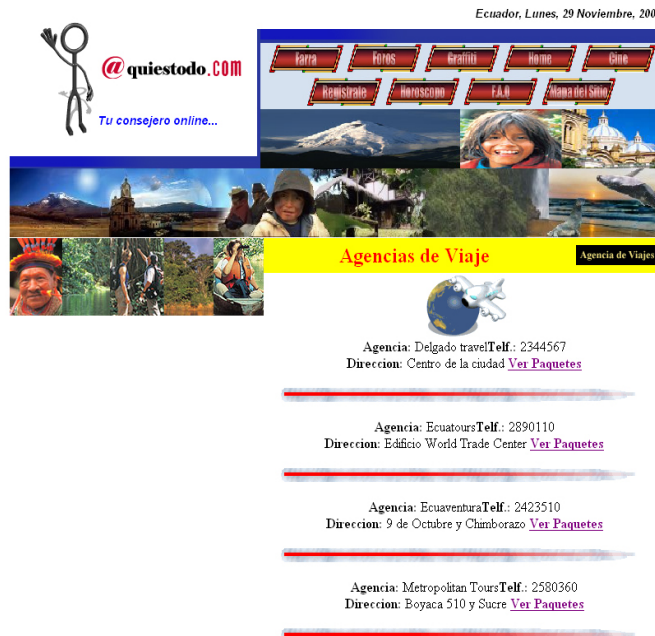 Ecuador, Lunes, 29 Noviembre, 200
@quiestodo.com
Tu consejero online...
Farra Foros Graffiti Home Cine
Registrate Horoscopo F.A.Q Mapa del Sitio
Agencias de Viaje
Agencia de Viajes
Agencia: Delgado travelTelf.: 2344567
Direccion: Centro de la ciudad Ver Paquetes
Agencia: EcuatoursTelf.: 2890110
Direccion: Edificio World Trade Center Ver Paquetes
Agencia: EcuaventuraTelf.: 2423510
Direccion: 9 de Octubre y Chimborazo Ver Paquetes
Agencia: Metropolitan ToursTelf.: 2580360
Direccion: Boyaca 510 y Sucre Ver Paquetes